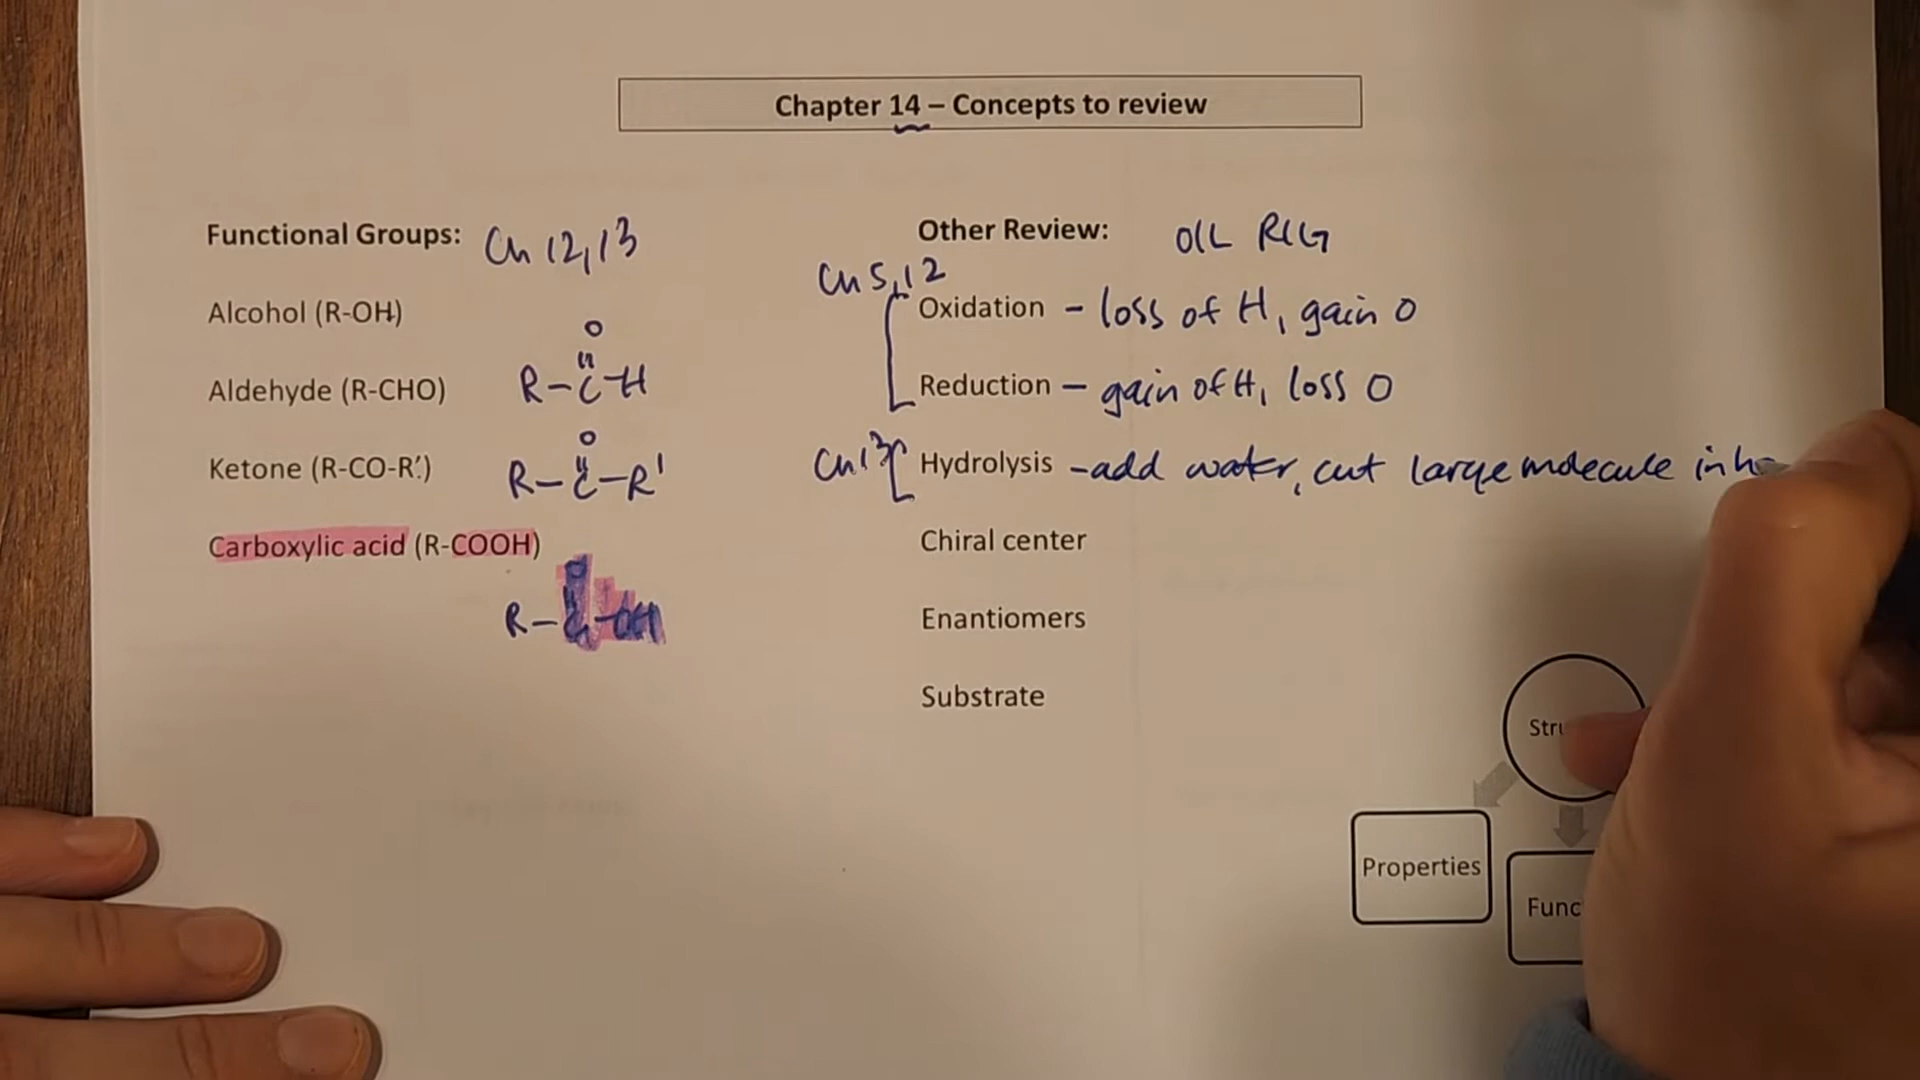 Chapter 14 – Concepts to review
Functional Groups: Ch 12,13
Alcohol (R-OH)
Aldehyde (R-CHO)
O
R-C-H
Ketone (R-CO-R')
O
R-C-R'
Carboxylic acid (R-COOH)
O
R-C-OH
Other Review: OIL RIG
Ch 5,12
Oxidation - loss of H, gain O
Reduction - gain of H, loss O
Ch 13 Hydrolysis - add water, cut large molecule in h
Chiral center
Enantiomers
Substrate
Stru
Properties
Func